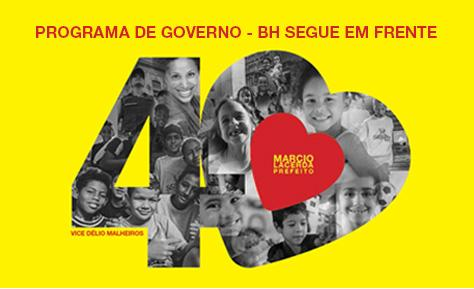 PROGRAMA DE GOVERNO - BH SEGUE EM FRENTE
40
MARCIO
LACERDA
PREFEITO
VICE DÉLIO MALHEIROS